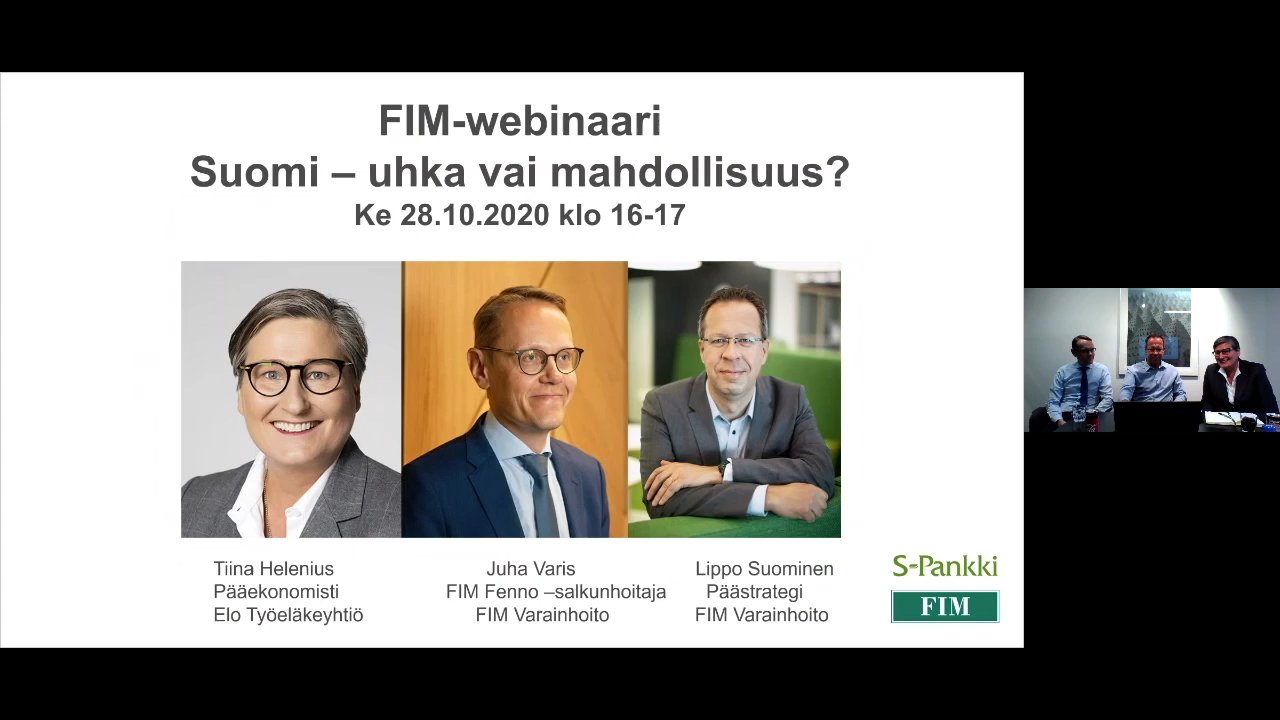 FIM-webinaari
Suomi – uhka vai mahdollisuus?
Ke 28.10.2020 klo 16-17
Tiina Helenius
Pääekonomisti
Elo Työeläkeyhtiö
Juha Varis
FIM Fenno –salkunhoitaja
FIM Varainhoito
Lippo Suominen
Päästrategi
FIM Varainhoito
S-Pankki
FIM